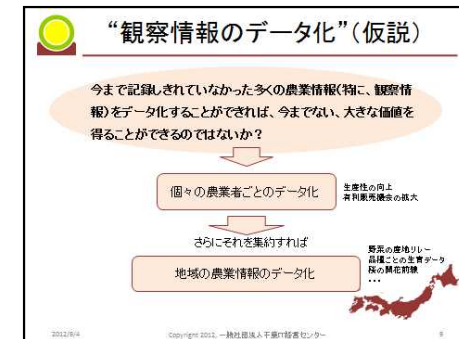 “観察情報のデータ化”(仮説)
今まで記録しきれていなかった多くの農業情報(特に、観察情
報)をデータ化することができれば、今までない、大きな価値を
得ることができるのではないか?
個々の農業者ごとのデータ化
生産性の向上
有利販売機会の拡大
さらにそれを集約すれば
地域の農業情報のデータ化
野菜の産地リレー
品種ごとの生育データ
桜の開花前線
・・・
2012/9/4
Copyright 2012, 一般社団法人千葉IT経営センター